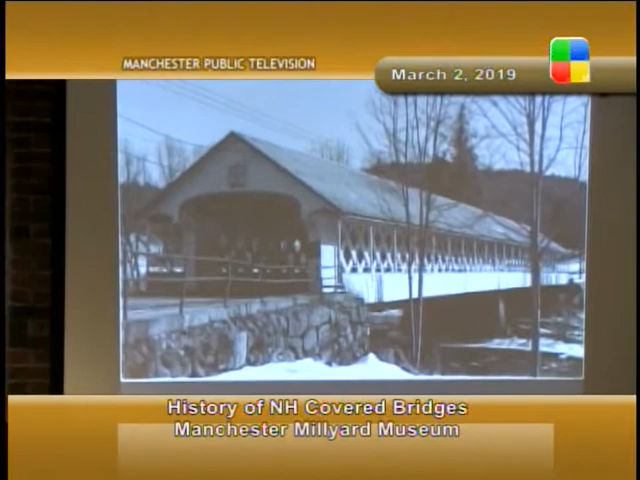 MANCHESTER PUBLIC TELEVISION
March 2, 2019
History of NH Covered Bridges
Manchester Millyard Museum